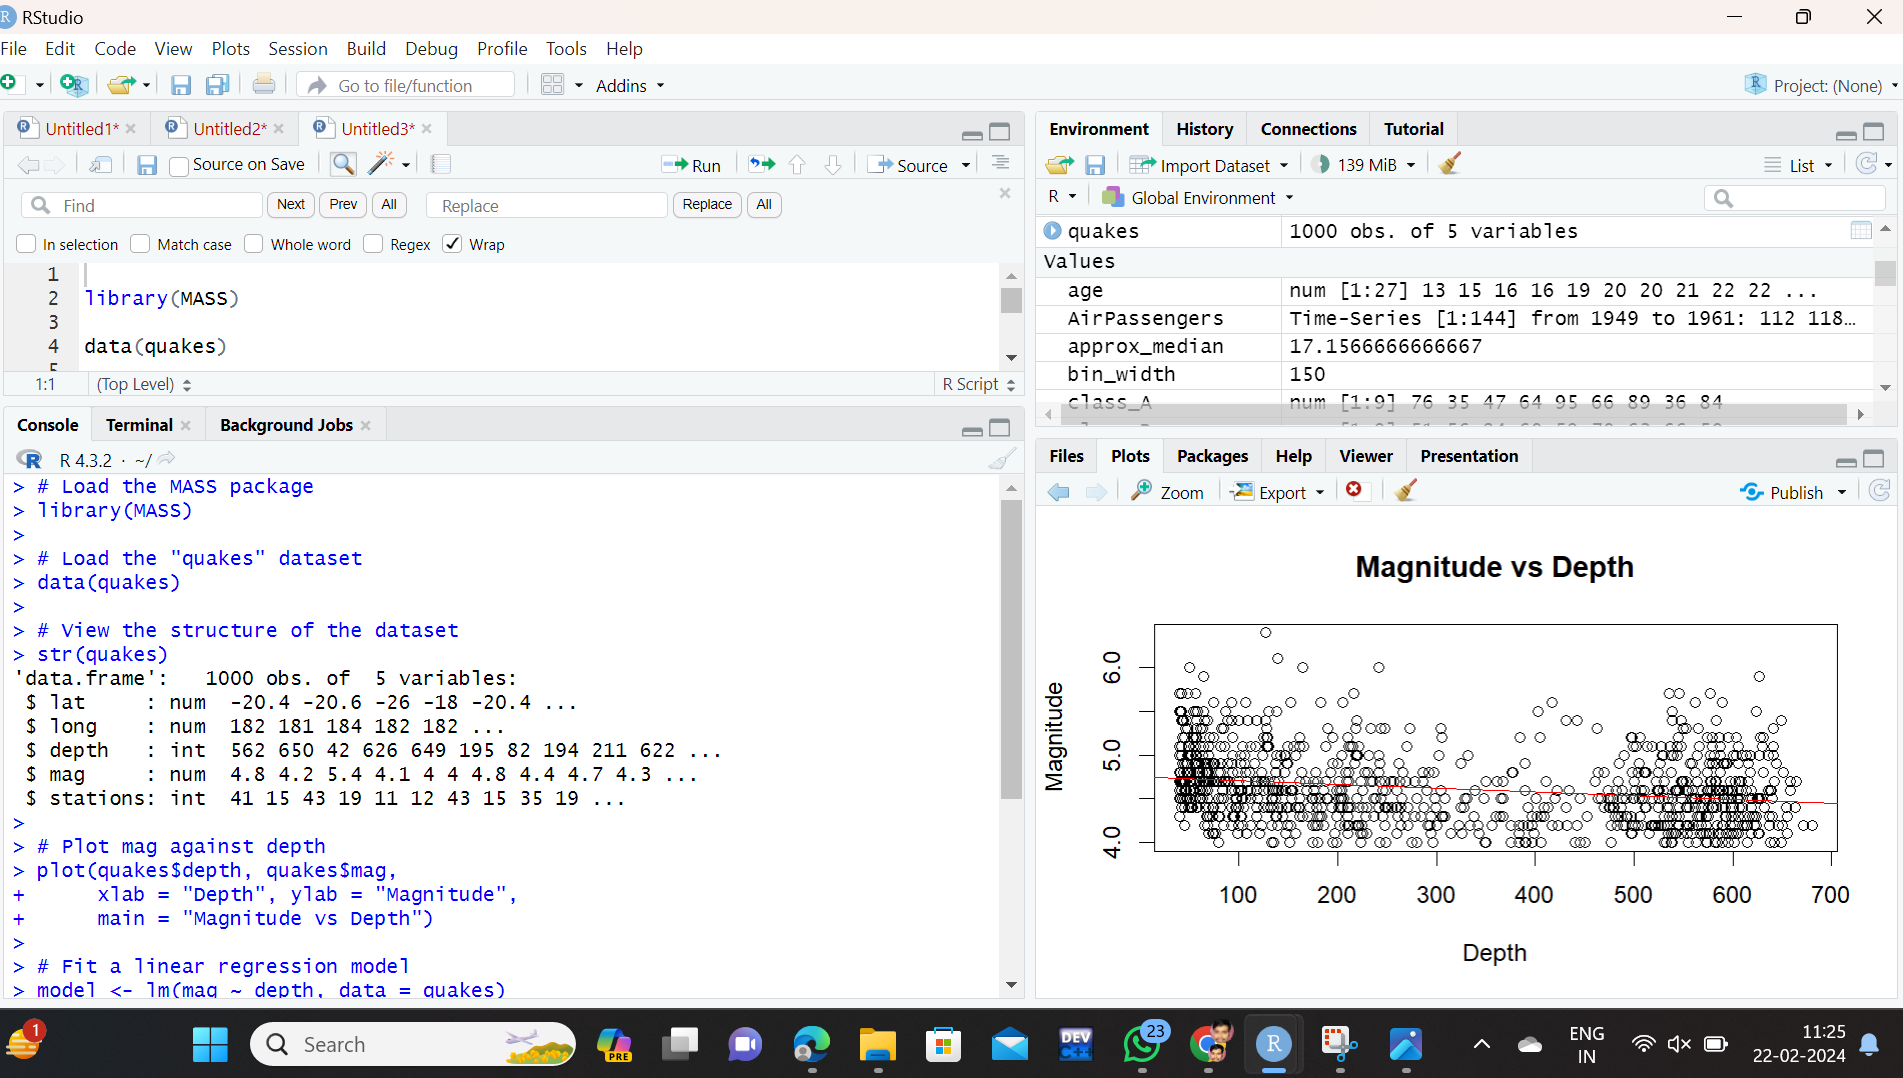 RStudio
File Edit Code View Plots Session Build Debug Profile Tools Help
Go to file/function Addins Project: (None)
Untitled1* Untitled2* Untitled3*
Source on Save Run Source
Find Next Prev All Replace Replace All
In selection Match case Whole word Regex Wrap
1
2 library(MASS)
3
4 data(quakes)
5
1:1 (Top Level) R Script
Console Terminal Background Jobs
R 4.3.2 · ~/
> # Load the MASS package
> library(MASS)
>
> # Load the "quakes" dataset
> data(quakes)
>
> # View the structure of the dataset
> str(quakes)
'data.frame': 1000 obs. of 5 variables:
$ lat : num -20.4 -20.6 -26 -18 -20.4 ...
$ long : num 182 181 184 182 182 ...
$ depth : int 562 650 42 626 649 195 82 194 211 622 ...
$ mag : num 4.8 4.2 5.4 4.1 4 4 4.8 4.4 4.7 4.3 ...
$ stations: int 41 15 43 19 11 12 43 15 35 19 ...
>
> # Plot mag against depth
> plot(quakes$depth, quakes$mag,
+ xlab = "Depth", ylab = "Magnitude",
+ main = "Magnitude vs Depth")
>
> # Fit a linear regression model
> model <- lm(mag ~ depth, data = quakes)
Environment History Connections Tutorial
Import Dataset 139 MiB List
R Global Environment
quakes 1000 obs. of 5 variables
Values
age num [1:27] 13 15 16 16 19 20 20 21 22 22 ...
AirPassengers Time-Series [1:144] from 1949 to 1961: 112 118…
approx_median 17.1566666666667
bin_width 150
class_A num [1:9] 76 35 47 64 95 66 89 36 84
Files Plots Packages Help Viewer Presentation
Zoom Export Publish
Magnitude vs Depth
Magnitude
6.0
5.0
4.0
100 200 300 400 500 600 700
Depth
1 Search PRE DEV C++ 23 R
ENG
IN
11:25
22-02-2024